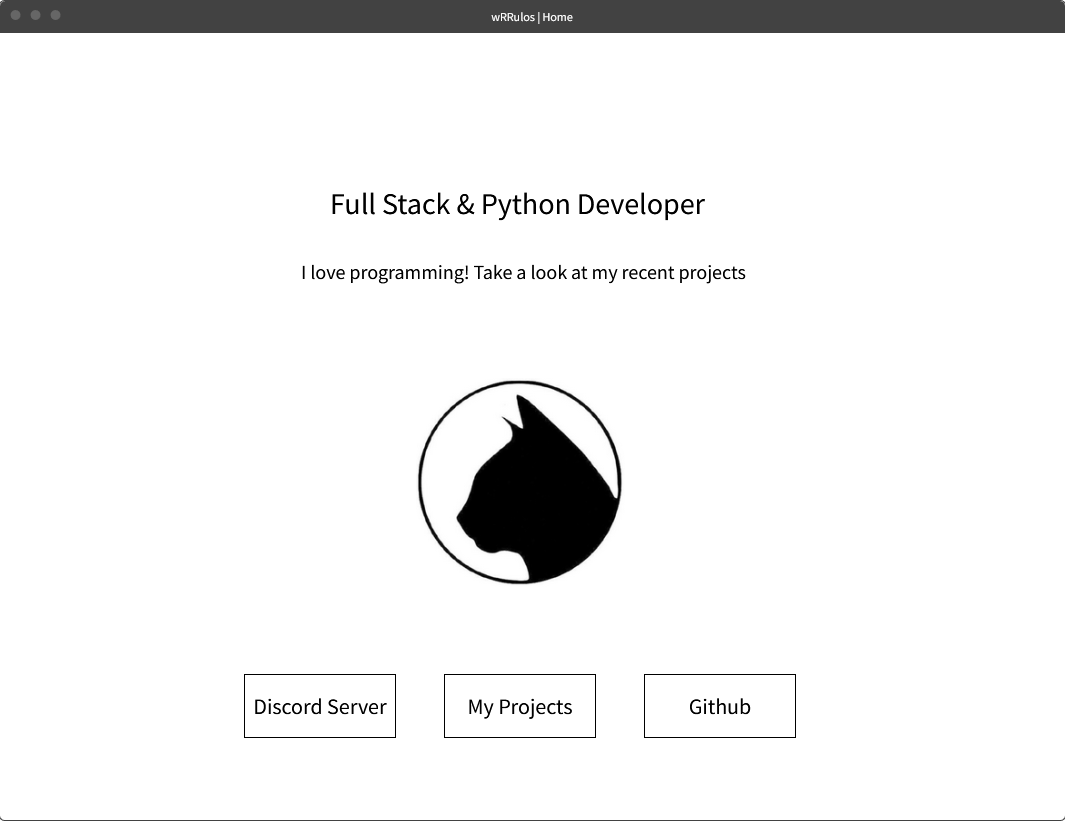 wRRulos | Home
Full Stack & Python Developer
I love programming! Take a look at my recent projects
Discord Server
My Projects
Github